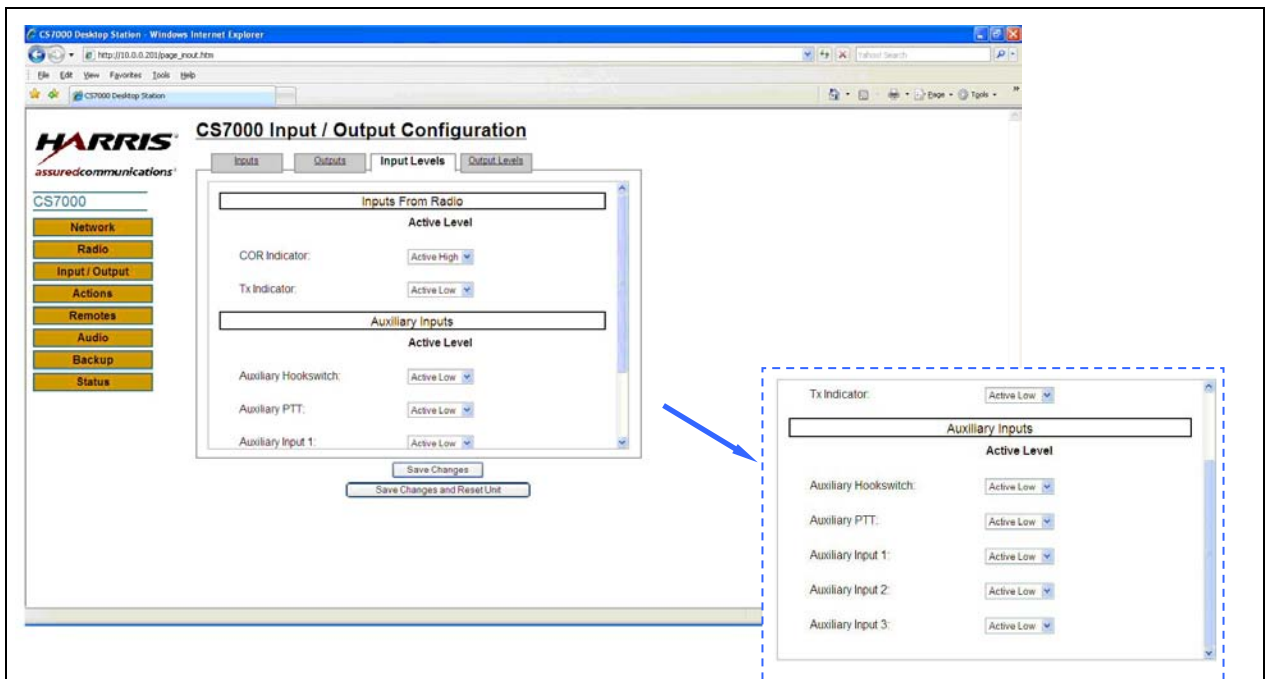 CS7000 Desktop Station - Windows Internet Explorer
http://10.0.0.201/page_inout.htm
Yahoo! Search
File Edit View Favorites Tools Help
CS7000 Desktop Station
Page Tools
HARRIS
assuredcommunications
CS7000 Input / Output Configuration
Inputs Outputs Input Levels Output Levels
CS7000
Network
Radio
Input / Output
Actions
Remotes
Audio
Backup
Status
Inputs From Radio
Active Level
COR Indicator: Active High
Tx Indicator: Active Low
Auxiliary Inputs
Active Level
Auxiliary Hookswitch: Active Low
Auxiliary PTT: Active Low
Auxiliary Input 1: Active Low
Save Changes
Save Changes and Reset Unit
Tx Indicator: Active Low
Auxiliary Inputs
Active Level
Auxiliary Hookswitch: Active Low
Auxiliary PTT: Active Low
Auxiliary Input 1: Active Low
Auxiliary Input 2: Active Low
Auxiliary Input 3: Active Low